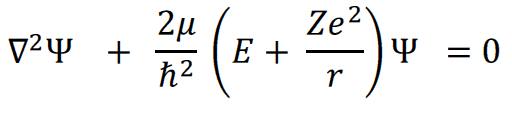 ∇²Ψ + 2μ/ℏ² (E + Ze²/r) Ψ = 0